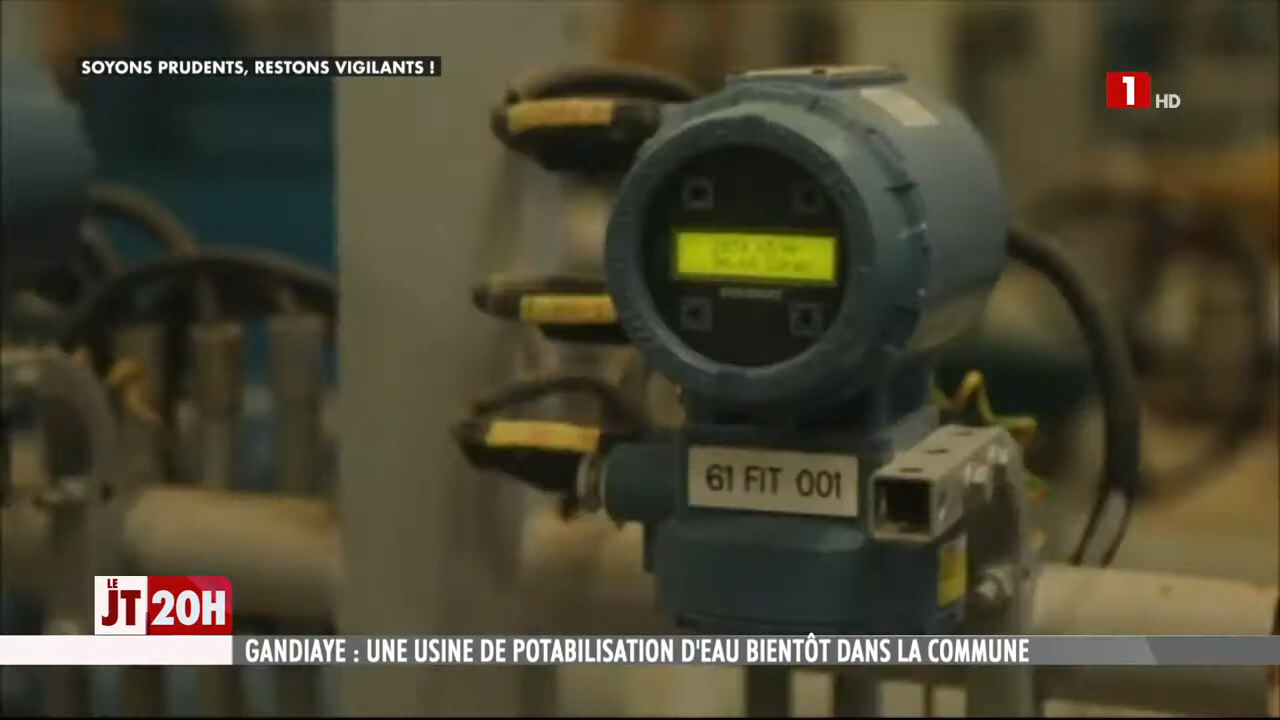 SOYONS PRUDENTS, RESTONS VIGILANTS !
1 HD
61 FIT 001
LE
JT 20H
GANDIAYE : UNE USINE DE POTABILISATION D'EAU BIENTÔT DANS LA COMMUNE